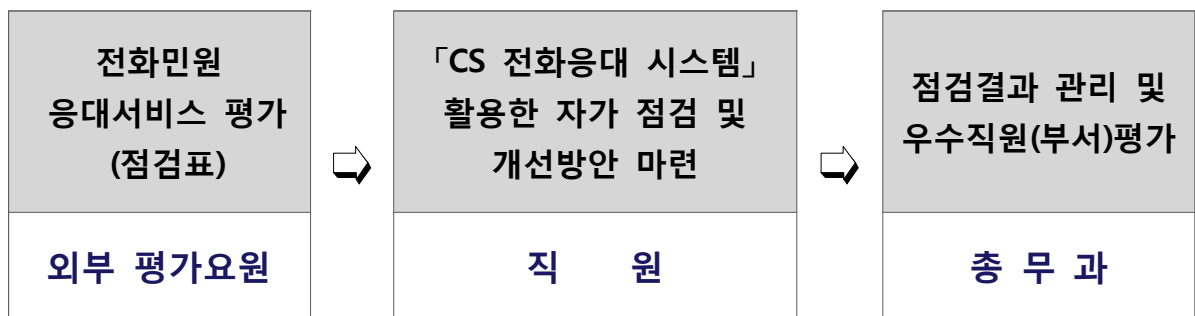 전화민원
응대서비스 평가
(점검표)
외부 평가요원
「CS 전화응대 시스템」
활용한 자가 점검 및
개선방안 마련
직 원
점검결과 관리 및
우수직원(부서)평가
총 무 과